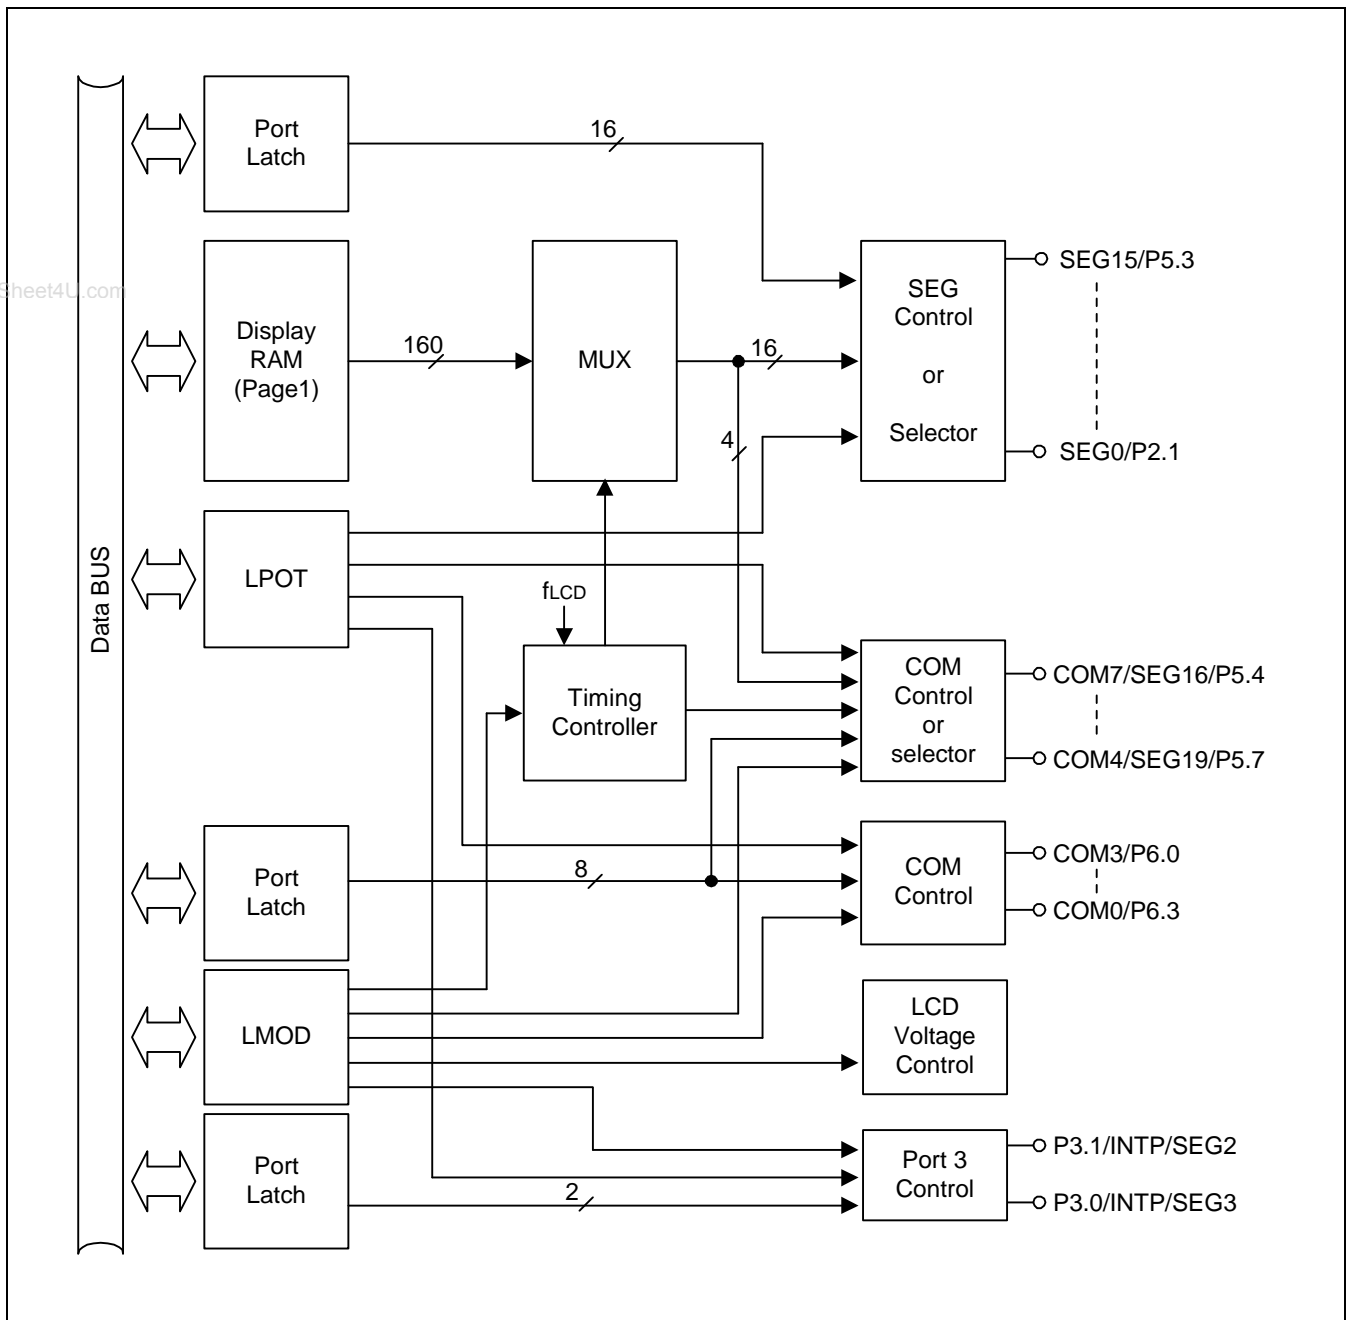 Port
Latch
16
SEG
Control
or
Selector
SEG15/P5.3
SEG0/P2.1
Sheet4U.com
Display
RAM
(Page1)
160
MUX
16
4
Data BUS
LPOT
fLCD
Timing
Controller
COM
Control
or
selector
COM7/SEG16/P5.4
COM4/SEG19/P5.7
Port
Latch
8
COM
Control
COM3/P6.0
COM0/P6.3
LMOD
LCD
Voltage
Control
Port
Latch
2
Port 3
Control
P3.1/INTP/SEG2
P3.0/INTP/SEG3